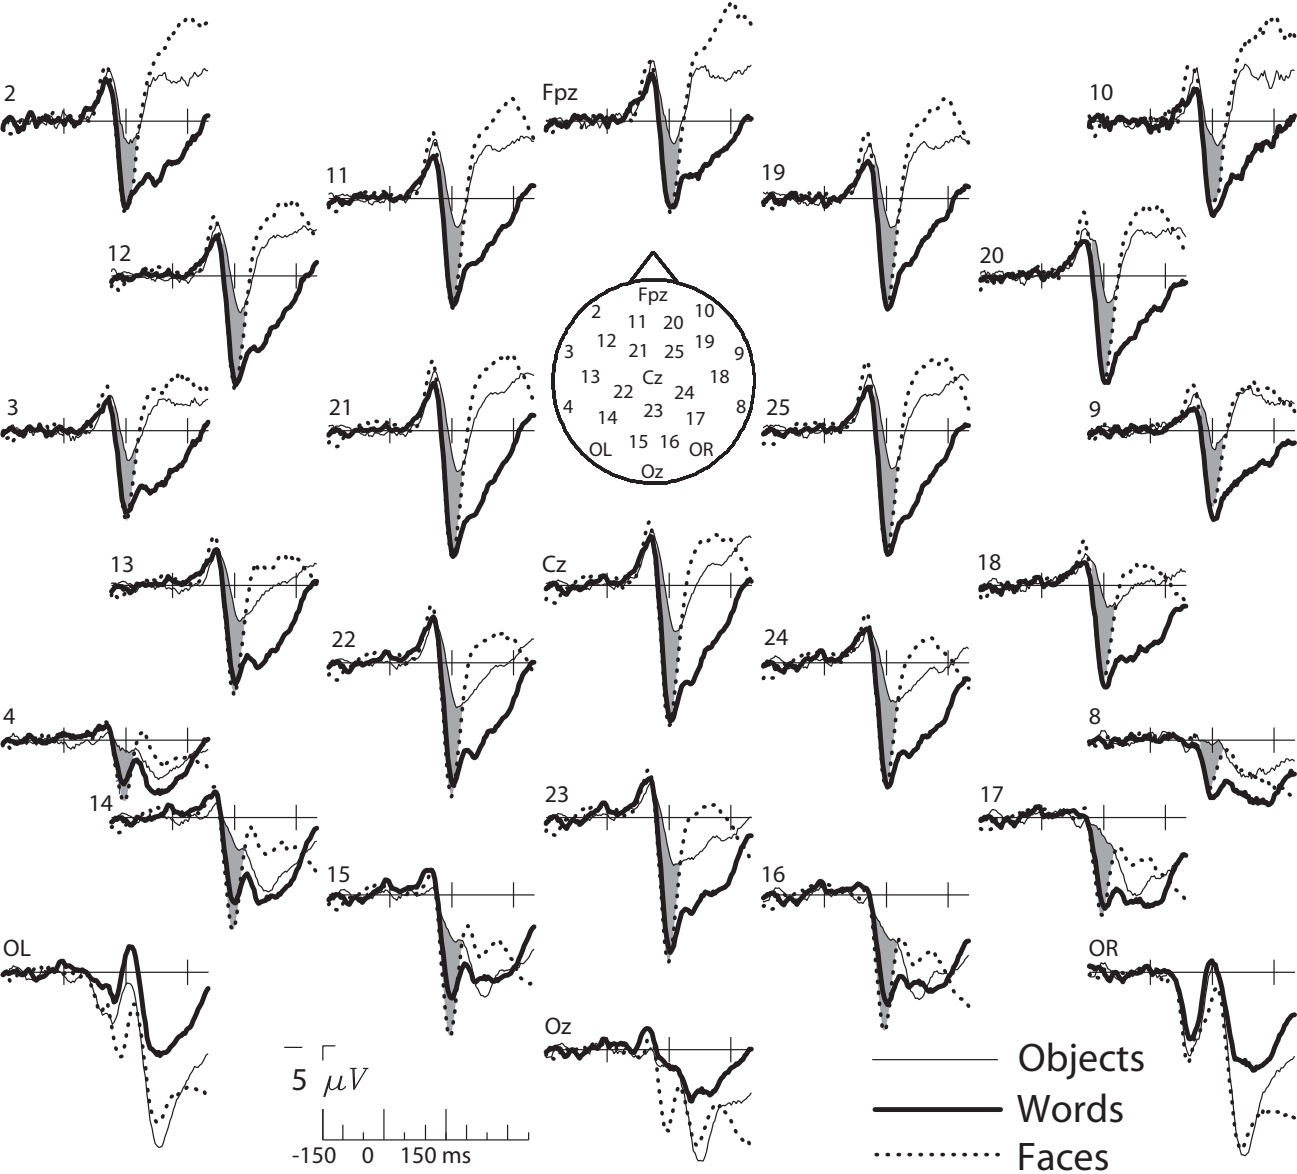 2
Fpz
10
11
19
12
20
Fpz
2 10
11 20
12 19
21 25
3 9
13 Cz 18
22 24
4 23 8
14 17
15 16
OL OR
Oz
3
21
25
9
13
Cz
18
22
24
4
8
14
23
17
15
16
OL
OR
Oz
5 μV
-150 0 150 ms
Objects
Words
Faces